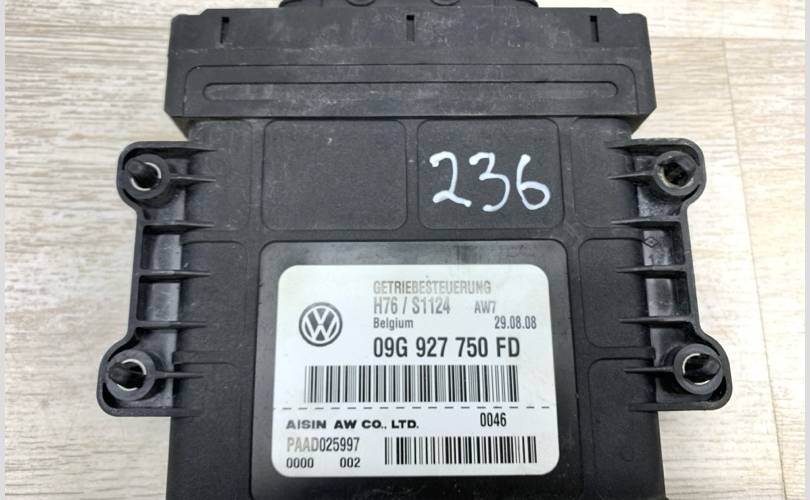 236
GETRIEBESTEUERUNG
H76 / S1124 AW7
Belgium 29.08.08
09G 927 750 FD
AISIN AW CO., LTD. 0046
PAAD025997
0000 002